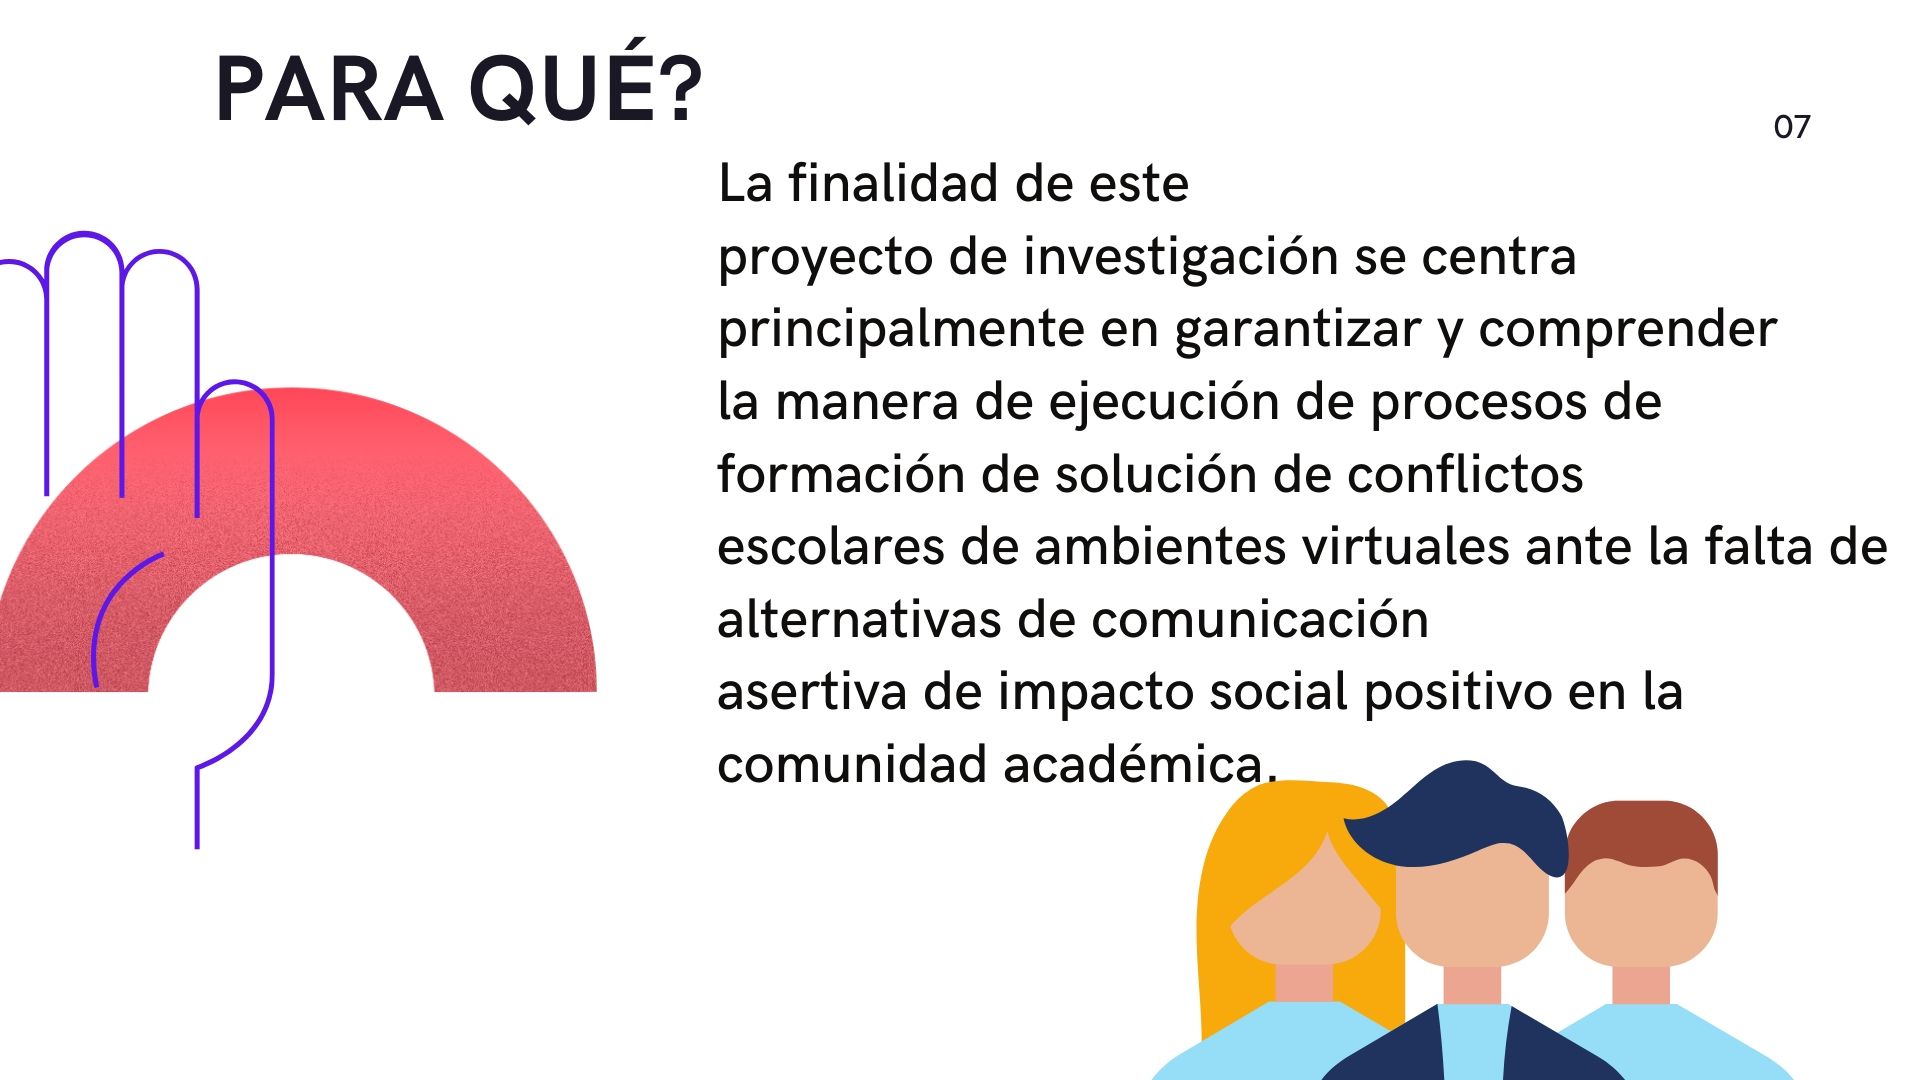 PARA QUÉ?
07
La finalidad de este
proyecto de investigación se centra
principalmente en garantizar y comprender
la manera de ejecución de procesos de
formación de solución de conflictos
escolares de ambientes virtuales ante la falta de
alternativas de comunicación
asertiva de impacto social positivo en la
comunidad académica.